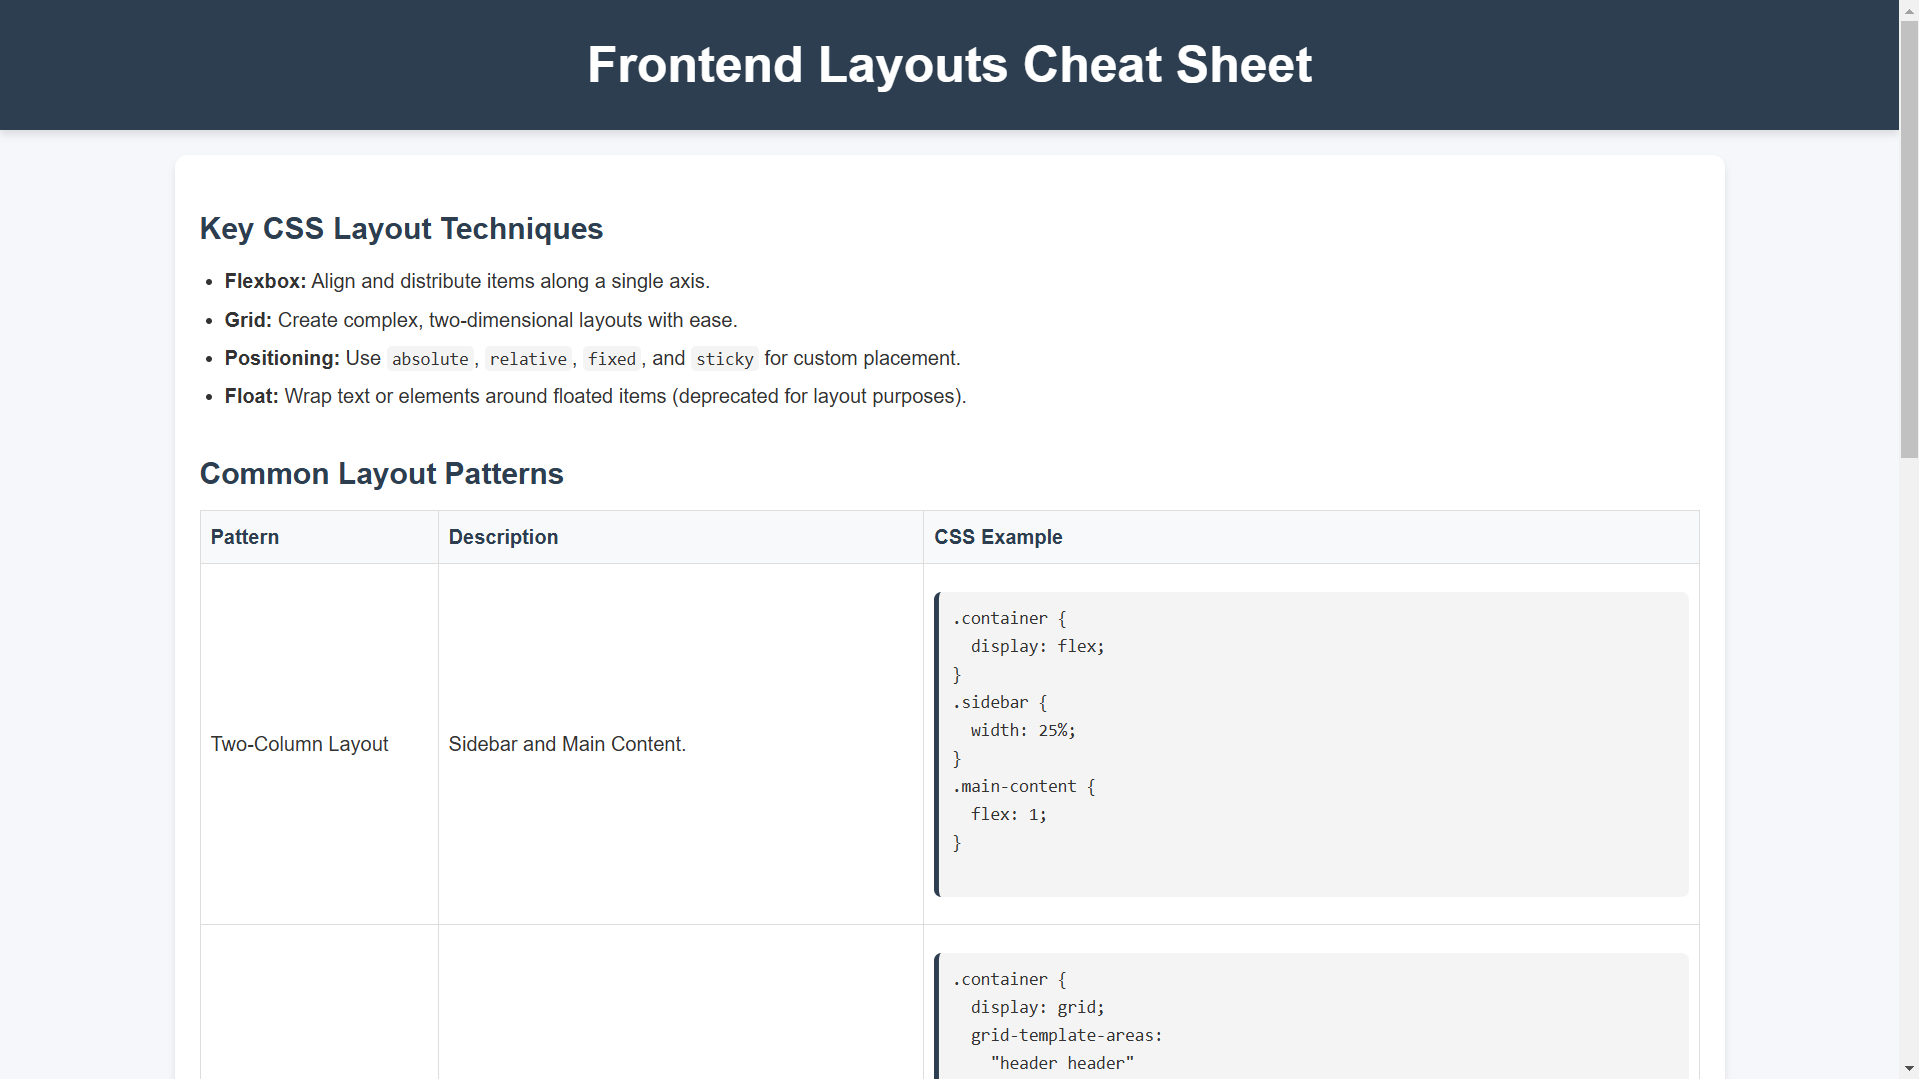 Frontend Layouts Cheat Sheet
Key CSS Layout Techniques
• Flexbox: Align and distribute items along a single axis.
• Grid: Create complex, two-dimensional layouts with ease.
• Positioning: Use absolute, relative, fixed, and sticky for custom placement.
• Float: Wrap text or elements around floated items (deprecated for layout purposes).
Common Layout Patterns
Pattern Description CSS Example
Two-Column Layout
Sidebar and Main Content.
.container {
  display: flex;
}
.sidebar {
  width: 25%;
}
.main-content {
  flex: 1;
}
.container {
  display: grid;
  grid-template-areas:
    "header header"